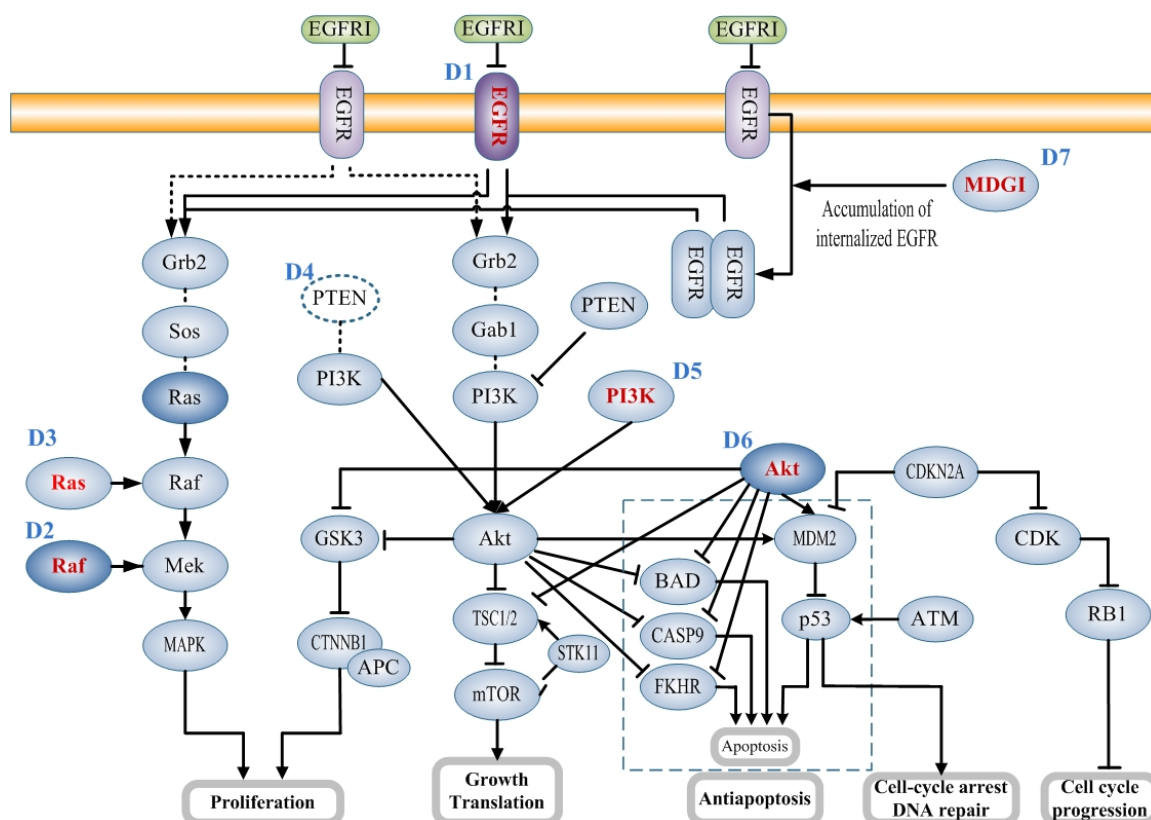 EGFRI
EGFRI
EGFRI
D1
EGFR
EGFR
EGFR
D7
MDGI
Accumulation of
internalized EGFR
Grb2
Grb2
EGFR
EGFR
D4
PTEN
PTEN
Sos
Gab1
PI3K
Ras
PI3K
PI3K
D5
D3
Ras
Raf
D6
Akt
CDKN2A
D2
Raf
Mek
GSK3
Akt
MDM2
CDK
BAD
MAPK
CTNNB1
APC
TSC1/2
STK11
CASP9
p53
ATM
RB1
mTOR
FKHR
Apoptosis
Proliferation
Growth
Translation
Antiapoptosis
Cell-cycle arrest
DNA repair
Cell cycle
progression